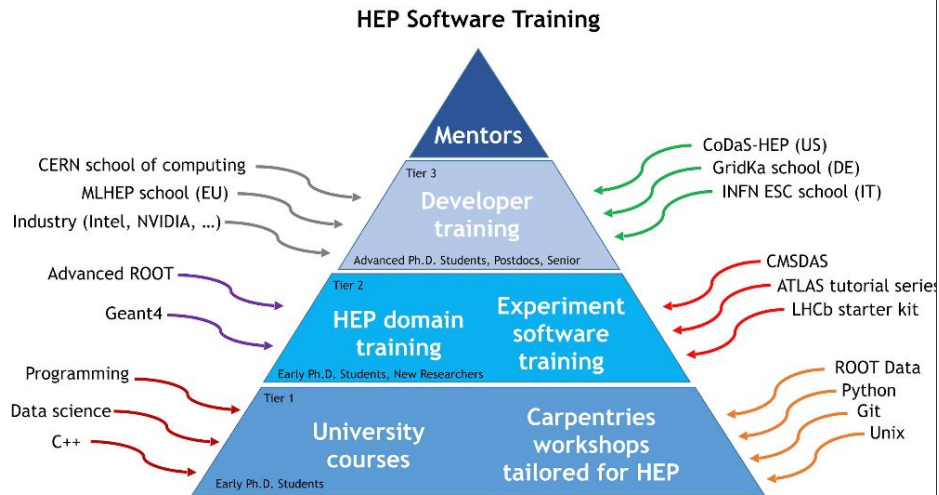 HEP Software Training
Mentors
CERN school of computing
MLHEP school (EU)
Industry (Intel, NVIDIA, …)
Tier 3
Developer
training
Advanced Ph.D. Students, Postdocs, Senior
CoDaS-HEP (US)
GridKa school (DE)
INFN ESC school (IT)
Advanced ROOT
Geant4
Tier 2
HEP domain
training
Experiment
software
training
Early Ph.D. Students, New Researchers
CMSDAS
ATLAS tutorial series
LHCb starter kit
Programming
Data science
C++
Tier 1
University
courses
Carpentries
workshops
tailored for HEP
Early Ph.D. Students
ROOT Data
Python
Git
Unix